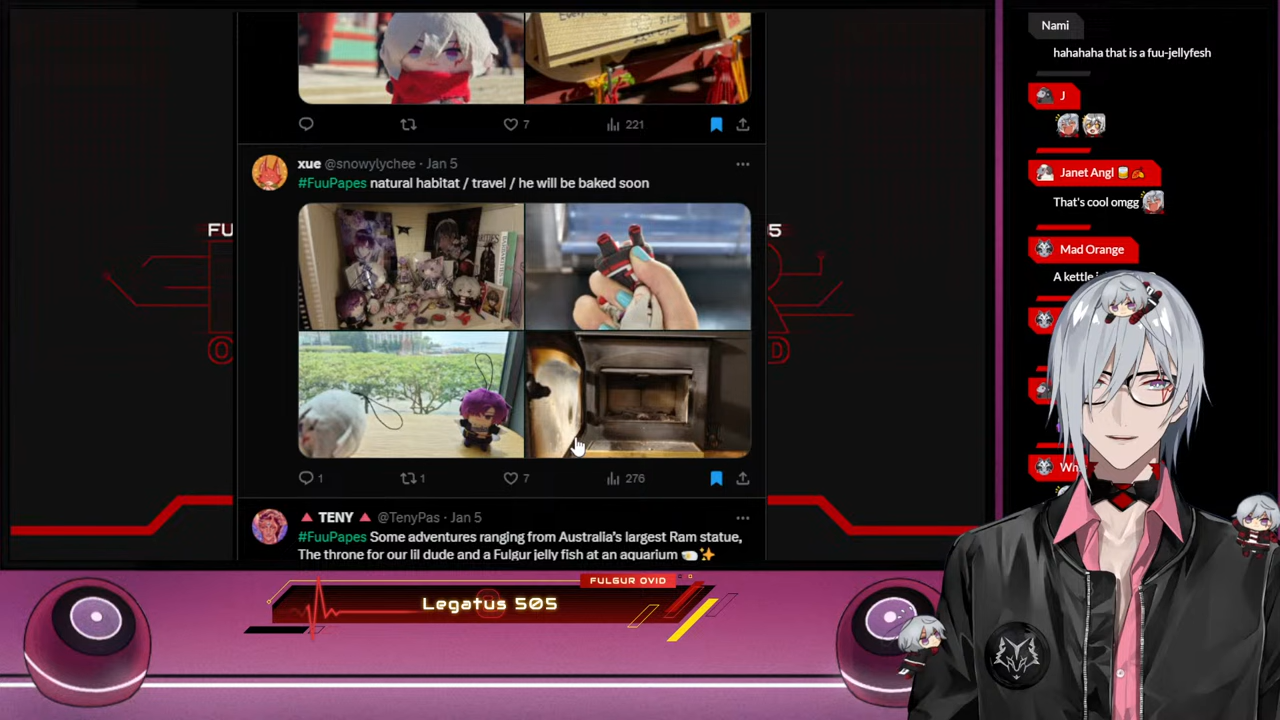 221
7
xue @snowylychee · Jan 5
#FuuPapes natural habitat / travel / he will be baked soon
1
1
7
276
🔺 TENY 🔺 @TenyPas · Jan 5
#FuuPapes Some adventures ranging from Australia's largest Ram statue,
The throne for our lil dude and a Fulgur jelly fish at an aquarium 🐏✨
FU
5
FULGUR OVID
Legatus 505
Nami
hahahaha that is a fuu-jellyfesh
J
Janet Angl 🥛🥐
That's cool omgg
Mad Orange
A kettle
Wh